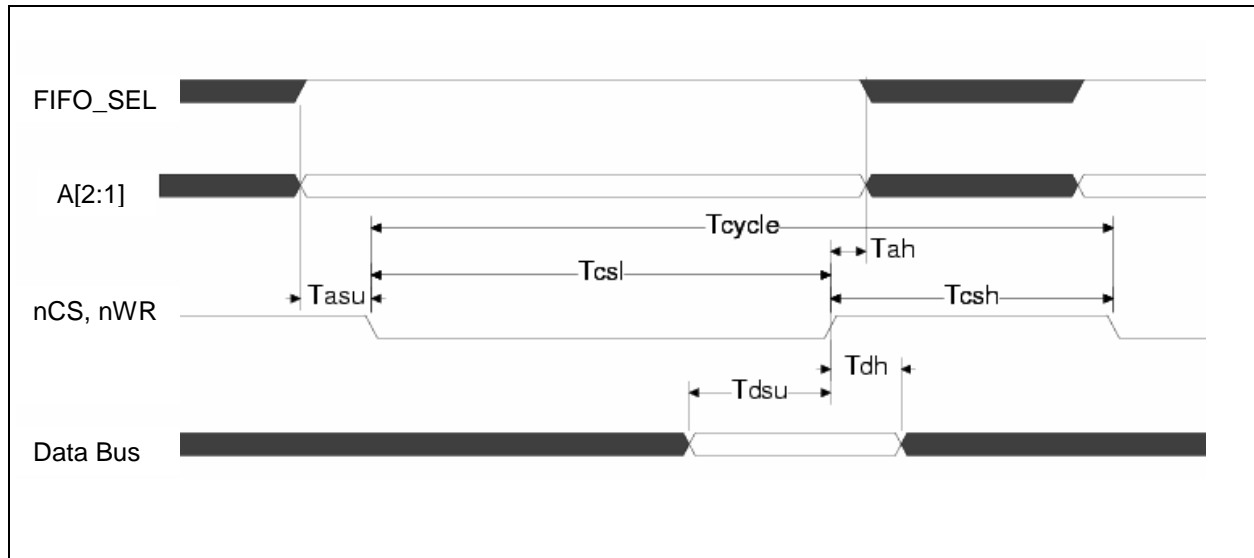 FIFO_SEL
A[2:1]
Tcycle
Tah
Tcsl
Tasu
Tcsh
nCS, nWR
Tdh
Tdsu
Data Bus